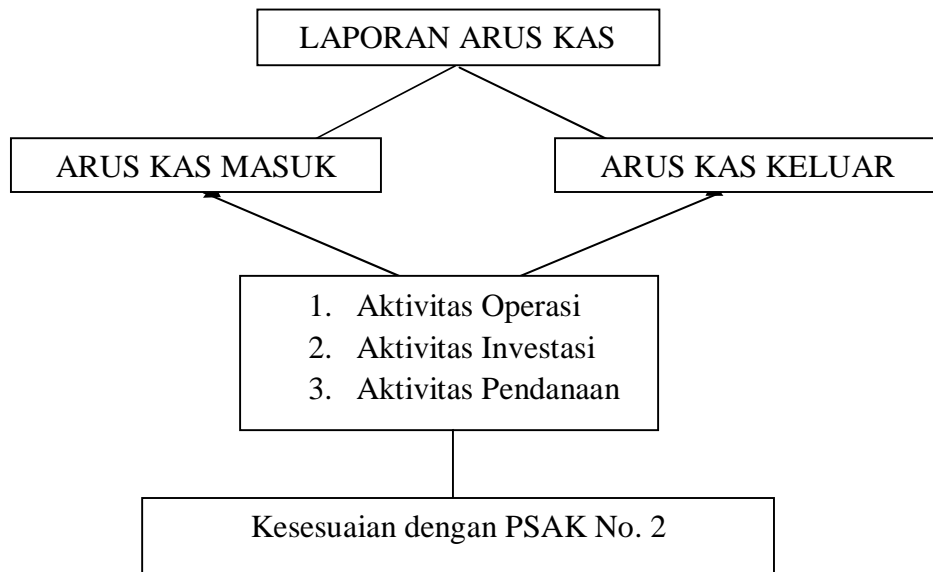 LAPORAN ARUS KAS
ARUS KAS MASUK
ARUS KAS KELUAR
1. Aktivitas Operasi
2. Aktivitas Investasi
3. Aktivitas Pendanaan
Kesesuaian dengan PSAK No. 2